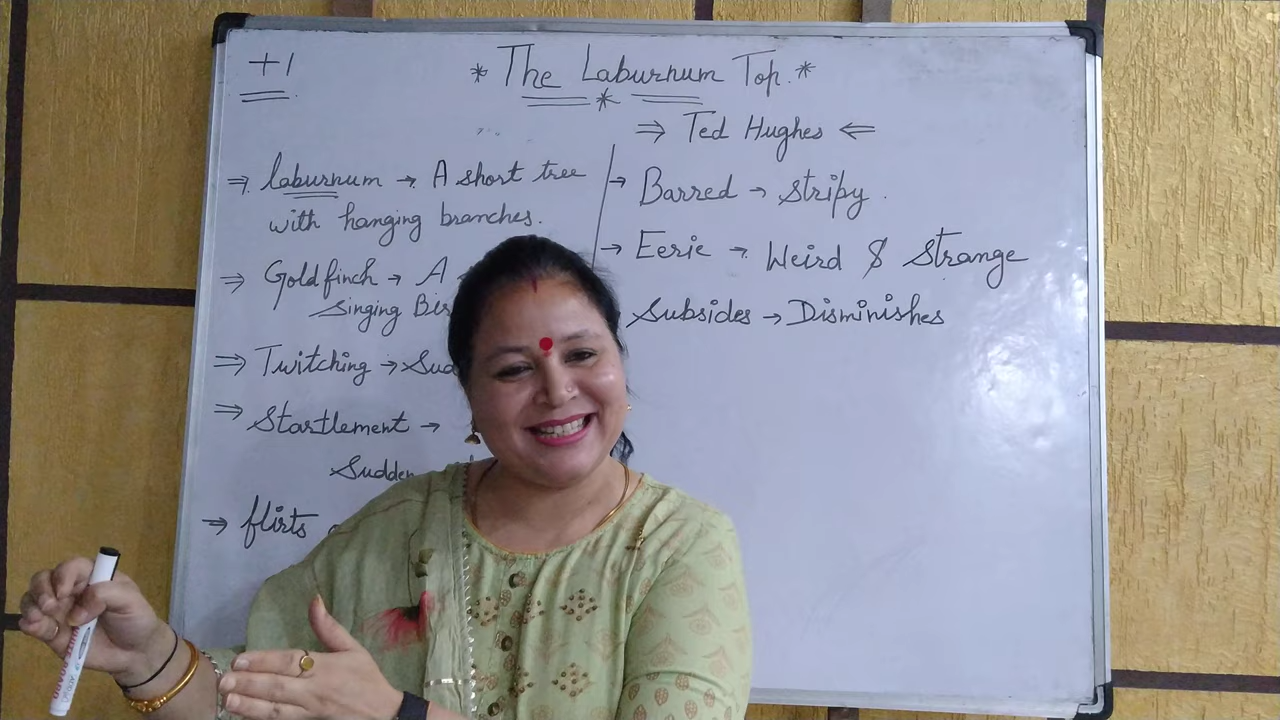 +1
* The Laburnum Top. *
*
⇒ Ted Hughes ⇐
⇒ laburnum → A short tree
with hanging branches.
⇒ Goldfinch → A
Singing
⇒ Twitching →
⇒ Startlement →
Sudden
→ flirts
→ Barred → stripy.
→ Eerie → Weird & Strange
Subsides → Disminishes